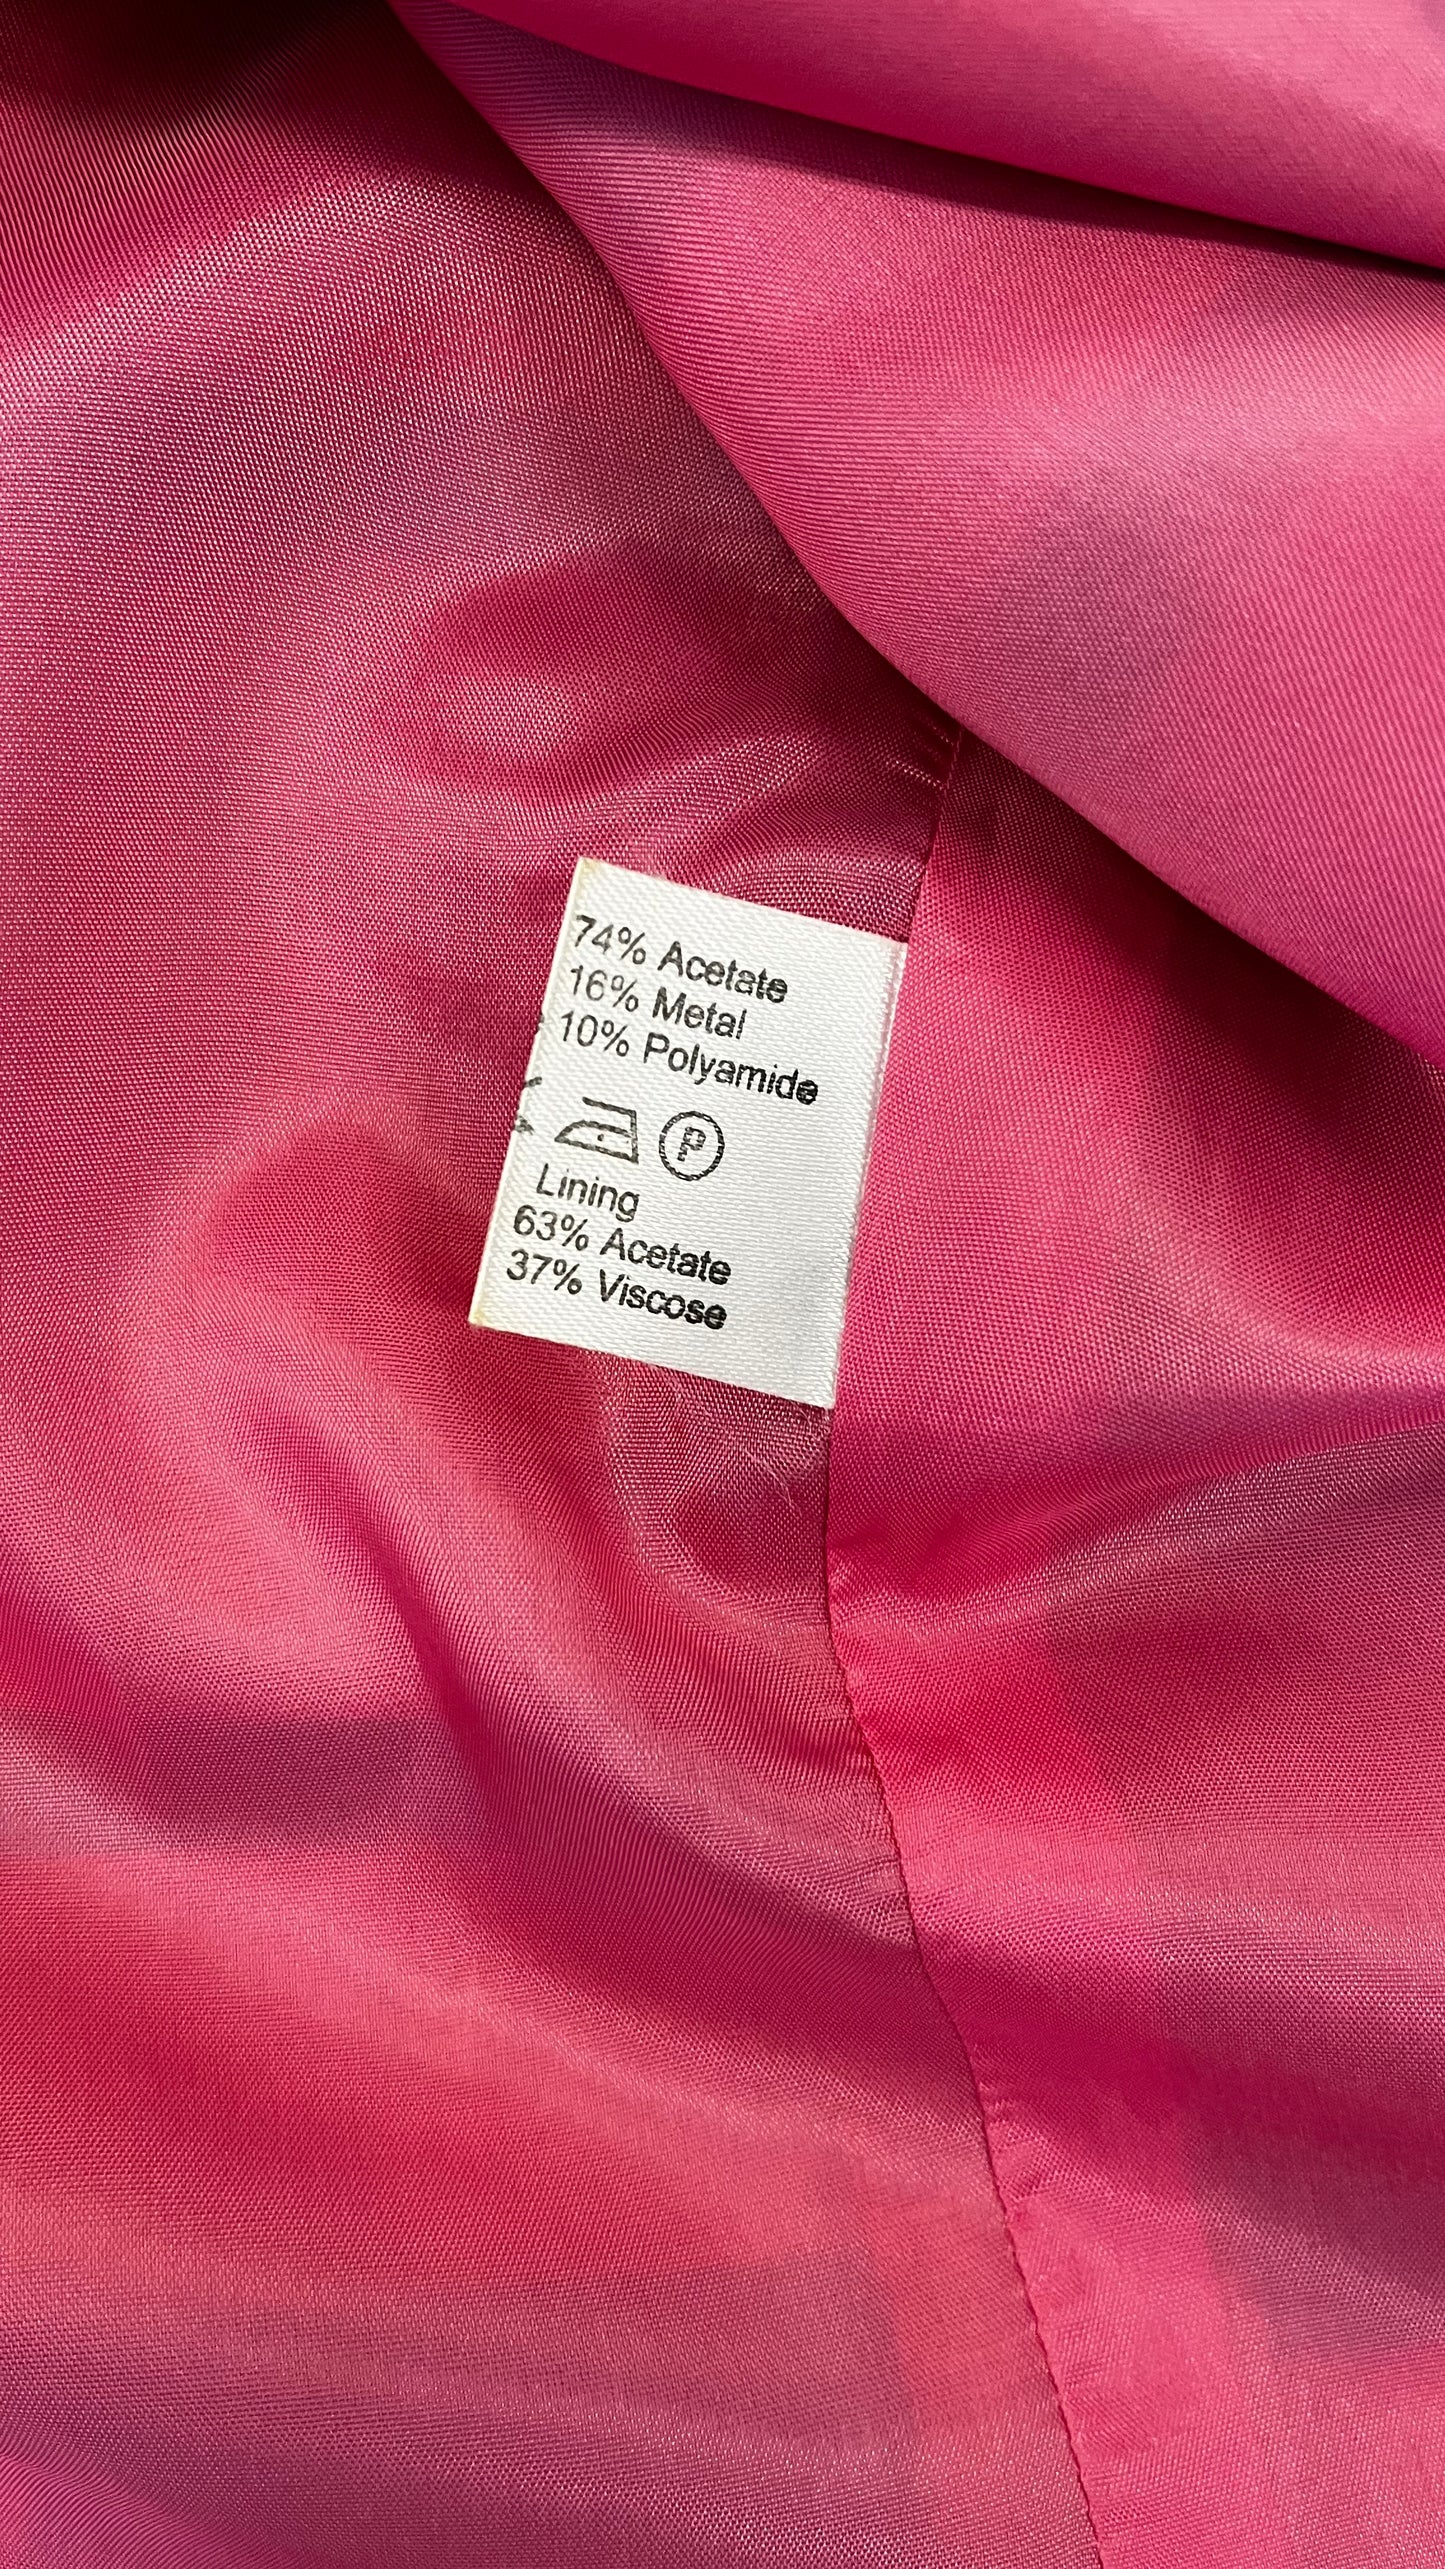 74% Acetate
16% Metal
10% Polyamide
P
Lining
63% Acetate
37% Viscose